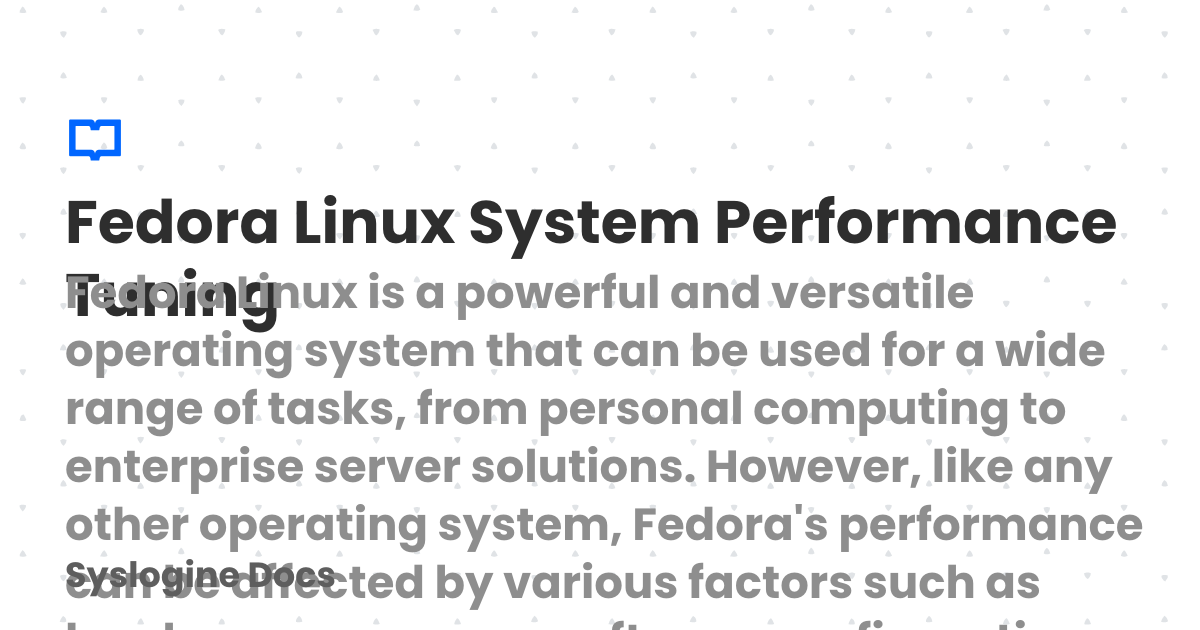 Fedora Linux System Performance
Tuning
Fedora Linux is a powerful and versatile
operating system that can be used for a wide
range of tasks, from personal computing to
enterprise server solutions. However, like any
other operating system, Fedora's performance
can be affected by various factors such as
Syslogine Docs